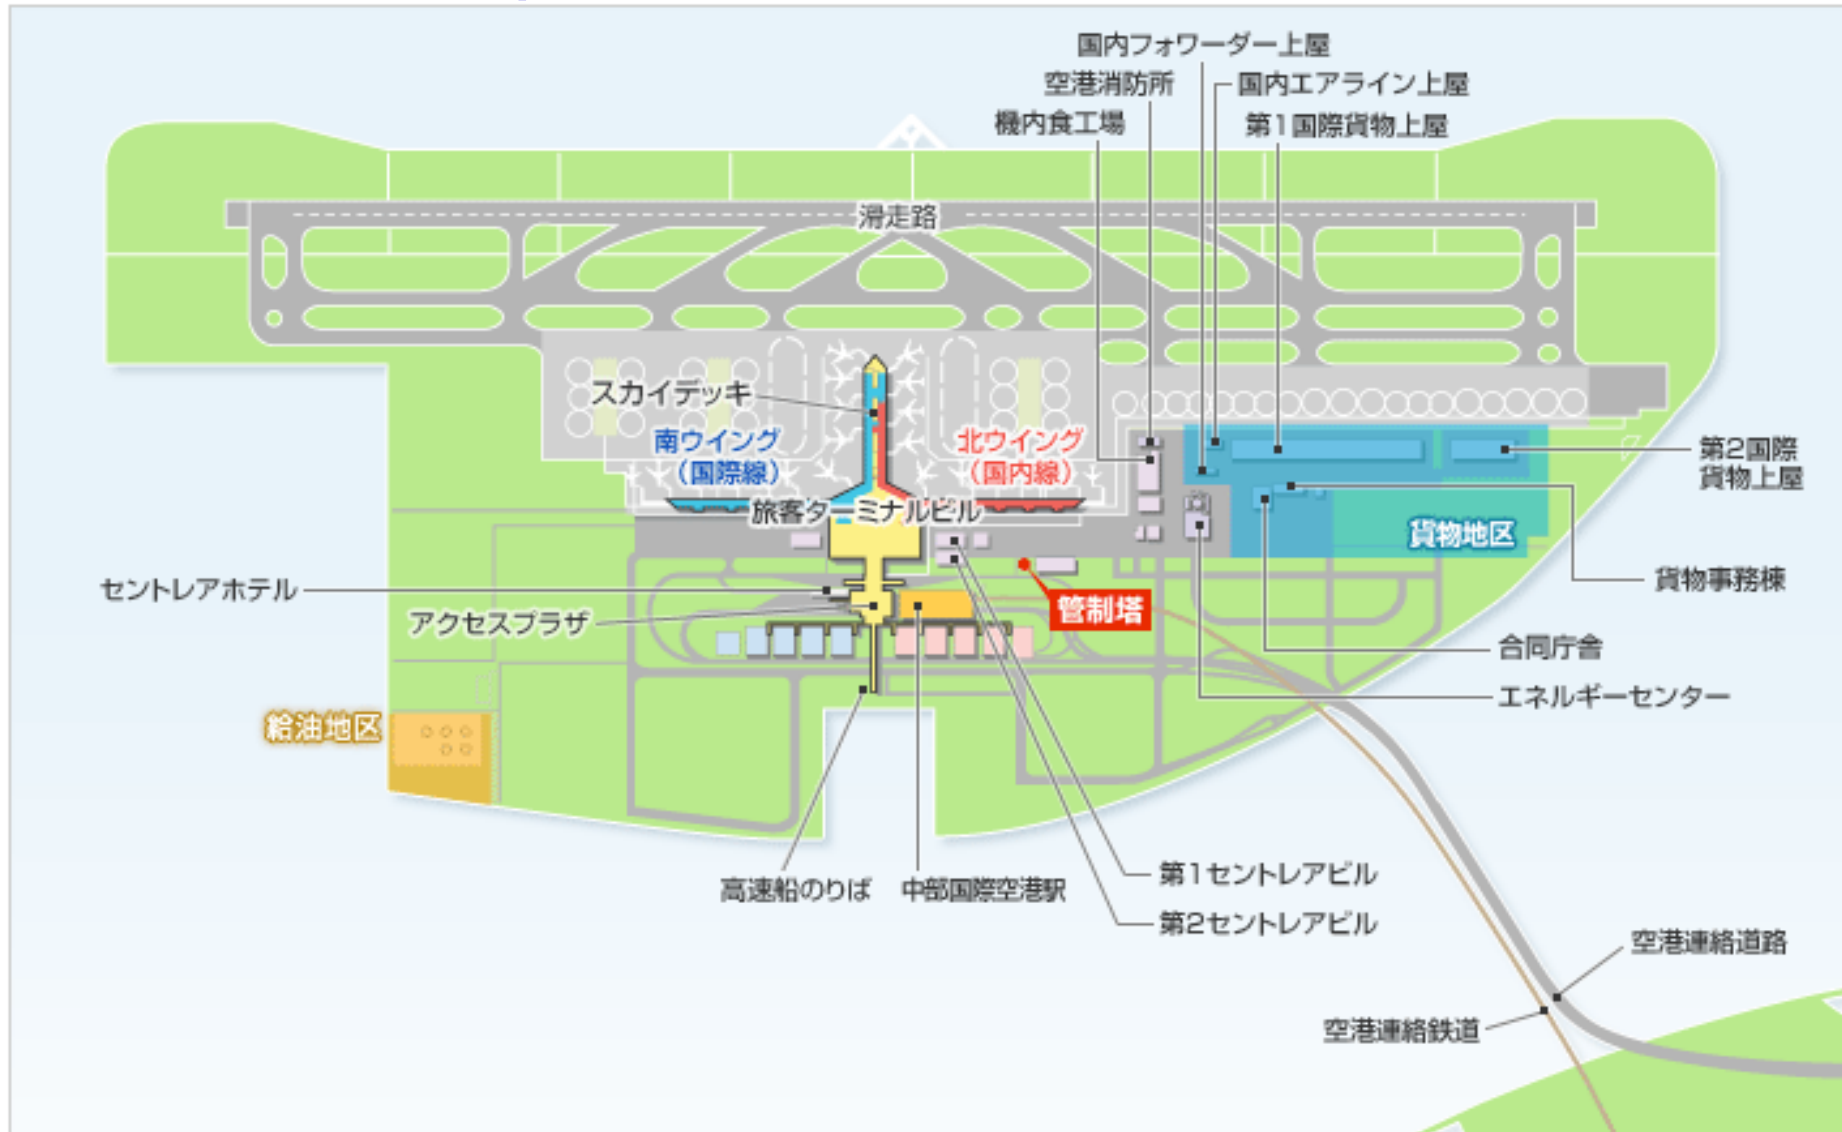 国内フォワーダー上屋
空港消防所
国内エアライン上屋
機内食工場
第1国際貨物上屋
滑走路
スカイデッキ
南ウイング
（国際線）
北ウイング
（国内線）
第2国際
貨物上屋
旅客ターミナルビル
貨物地区
セントレアホテル
貨物事務棟
アクセスプラザ
管制塔
合同庁舎
エネルギーセンター
給油地区
高速船のりば
中部国際空港駅
第1セントレアビル
第2セントレアビル
空港連絡道路
空港連絡鉄道